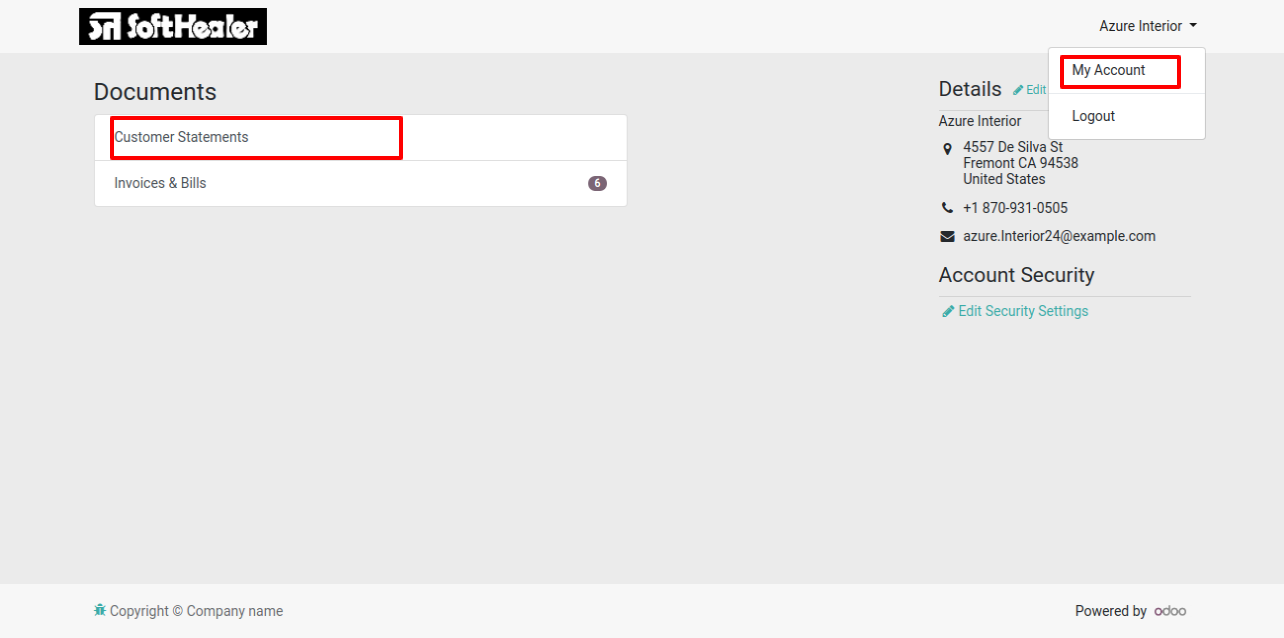 SoftHealer
Azure Interior
My Account
Logout
Documents
Customer Statements
Invoices & Bills 6
Details Edit
Azure Interior
4557 De Silva St
Fremont CA 94538
United States
+1 870-931-0505
azure.Interior24@example.com
Account Security
Edit Security Settings
Copyright © Company name
Powered by odoo